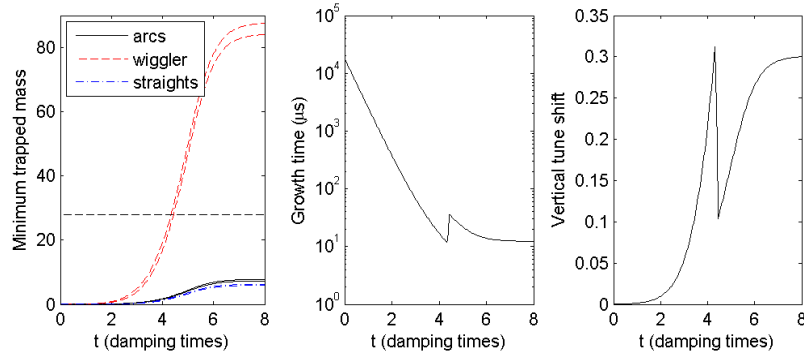 arcs
wiggler
straights
Minimum trapped mass
100
80
60
40
20
0
0 2 4 6 8
t (damping times)
Growth time (μs)
10^5
10^4
10^3
10^2
10^1
10^0
0 2 4 6 8
t (damping times)
Vertical tune shift
0.35
0.3
0.25
0.2
0.15
0.1
0.05
0
0 2 4 6 8
t (damping times)